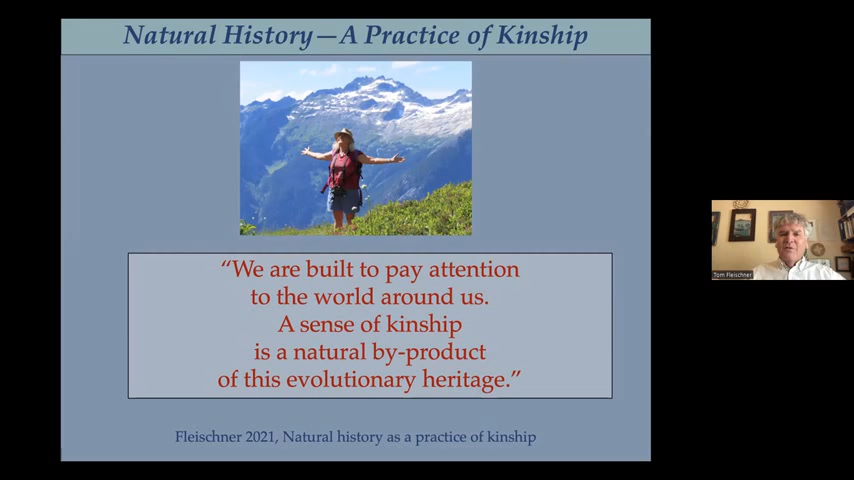 Natural History—A Practice of Kinship
“We are built to pay attention
to the world around us.
A sense of kinship
is a natural by-product
of this evolutionary heritage.”
Fleischner 2021, Natural history as a practice of kinship
Tom Fleischner